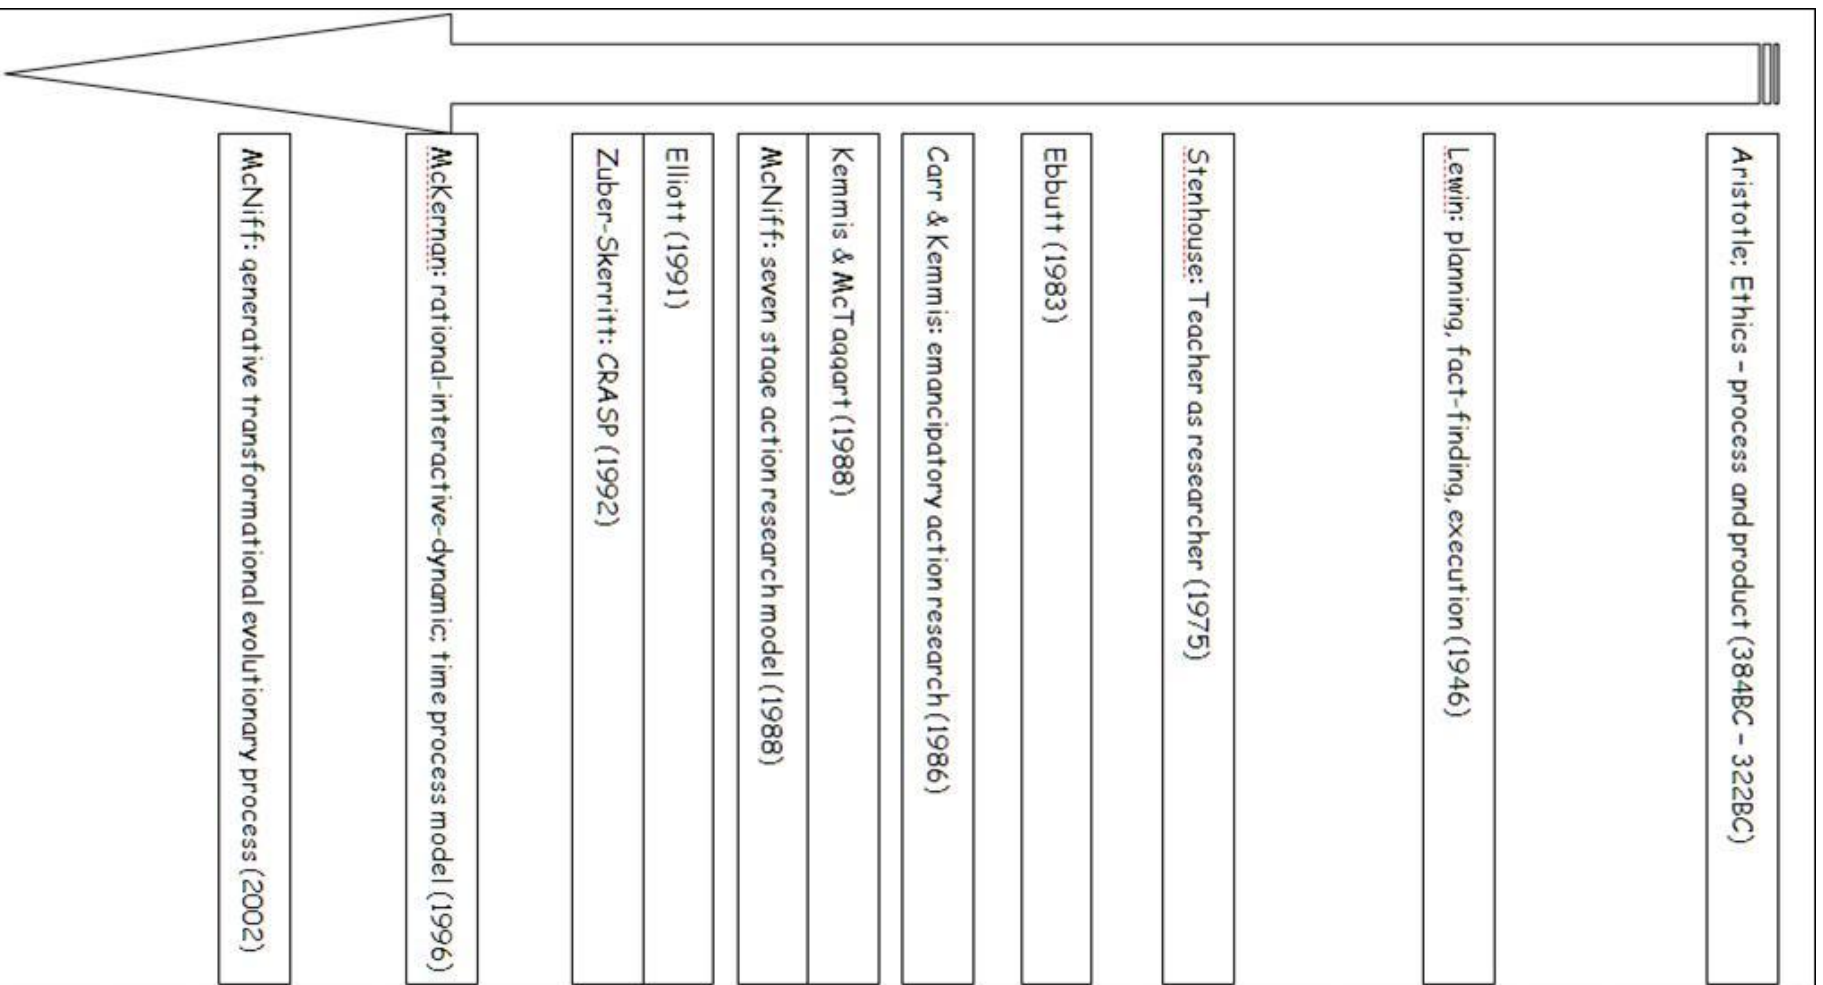 Aristotle; Ethics – process and product (384BC – 322BC)
Lewin: planning, fact-finding, execution (1946)
Stenhouse: Teacher as researcher (1975)
Ebbutt (1983)
Carr & Kemmis: emancipatory action research (1986)
Kemmis & McTaggart (1988)
McNiff: seven stage action research model (1988)
Elliott (1991)
Zuber-Skerritt: CRASP (1992)
McKernan: rational-interactive-dynamic; time process model (1996)
McNiff: generative transformational evolutionary process (2002)